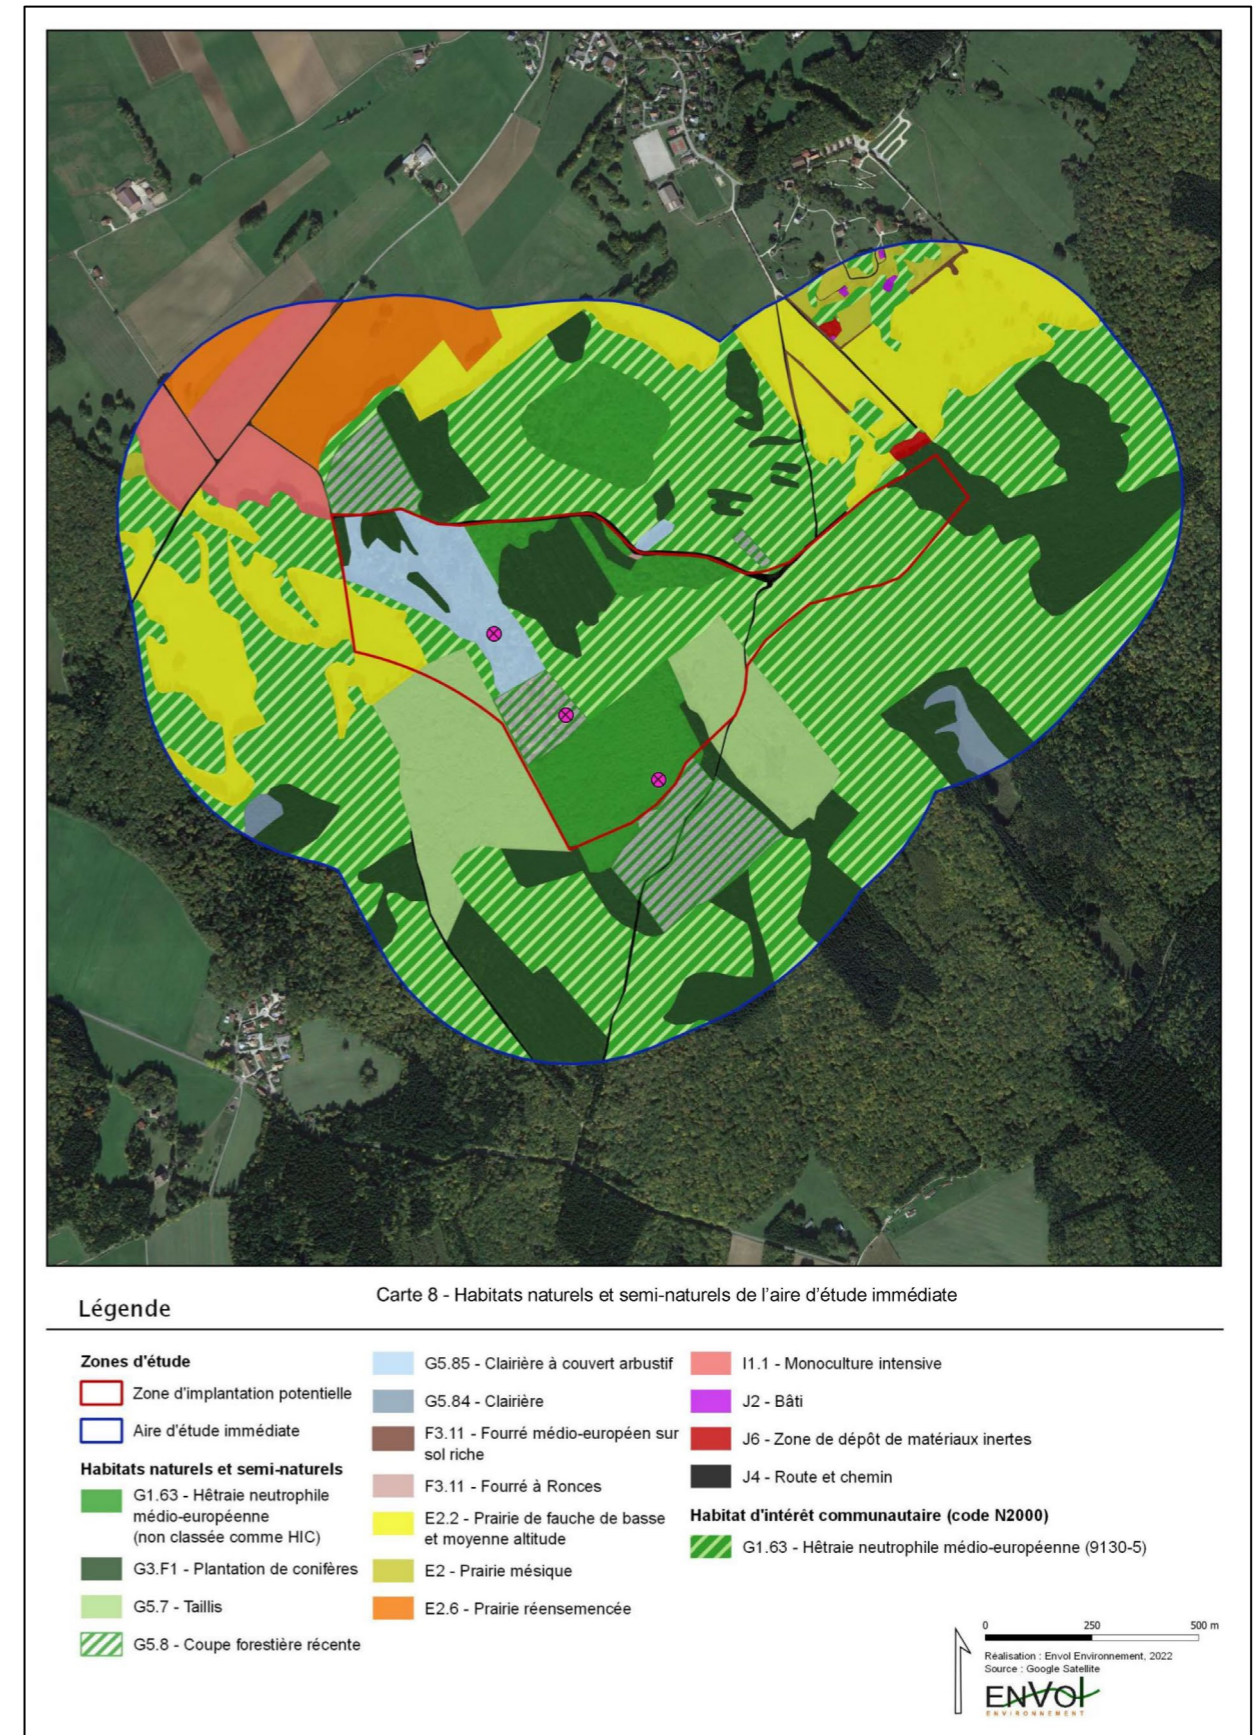 Carte 8 - Habitats naturels et semi-naturels de l'aire d'étude immédiate
Légende
Zones d'étude
Zone d'implantation potentielle
Aire d'étude immédiate
Habitats naturels et semi-naturels
G1.63 - Hêtraie neutrophile
médio-européenne
(non classée comme HIC)
G3.F1 - Plantation de conifères
G5.7 - Taillis
G5.8 - Coupe forestière récente
G5.85 - Clairière à couvert arbustif
G5.84 - Clairière
F3.11 - Fourré médio-européen sur
sol riche
F3.11 - Fourré à Ronces
E2.2 - Prairie de fauche de basse
et moyenne altitude
E2 - Prairie mésique
E2.6 - Prairie réensemencée
I1.1 - Monoculture intensive
J2 - Bâti
J6 - Zone de dépôt de matériaux inertes
J4 - Route et chemin
Habitat d'intérêt communautaire (code N2000)
G1.63 - Hêtraie neutrophile médio-européenne (9130-5)
0 250 500 m
Réalisation : Envol Environnement, 2022
Source : Google Satellite
ENVOl
ENVIRONNEMENT